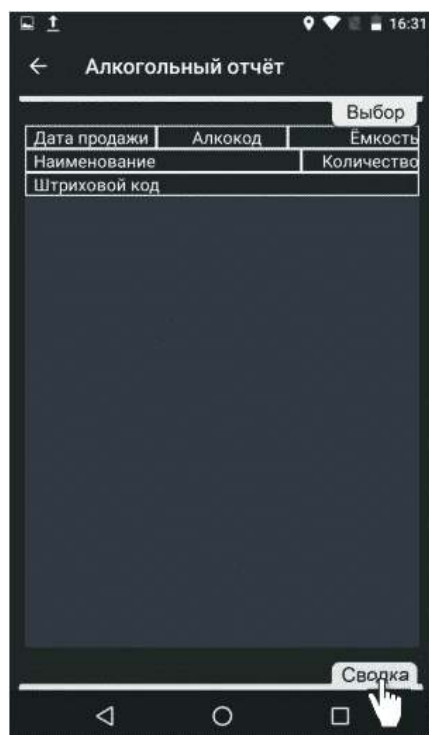 16:31
Алкогольный отчёт
Выбор
Дата продажи Алкокод Ёмкость
Наименование Количество
Штриховой код
Сводка